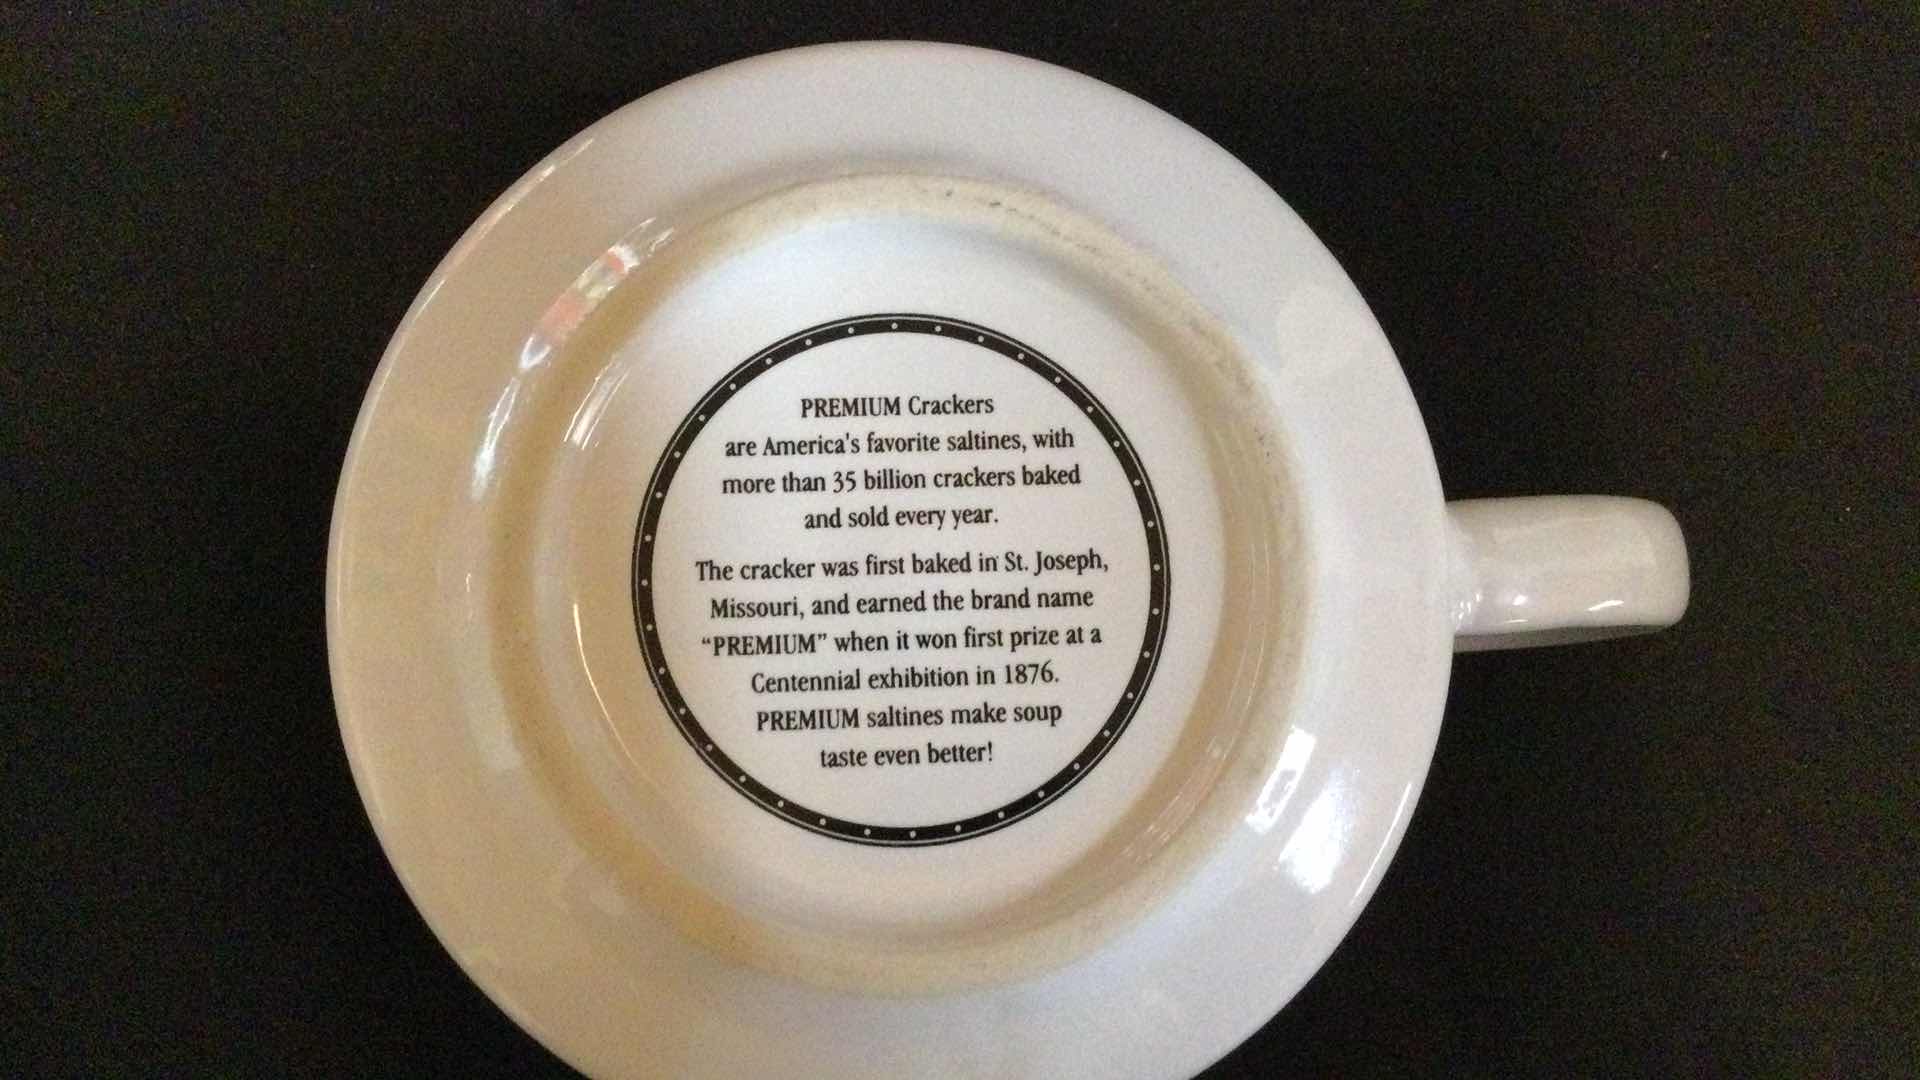 PREMIUM Crackers
are America's favorite saltines, with
more than 35 billion crackers baked
and sold every year.
The cracker was first baked in St. Joseph,
Missouri, and earned the brand name
“PREMIUM” when it won first prize at a
Centennial exhibition in 1876.
PREMIUM saltines make soup
taste even better!